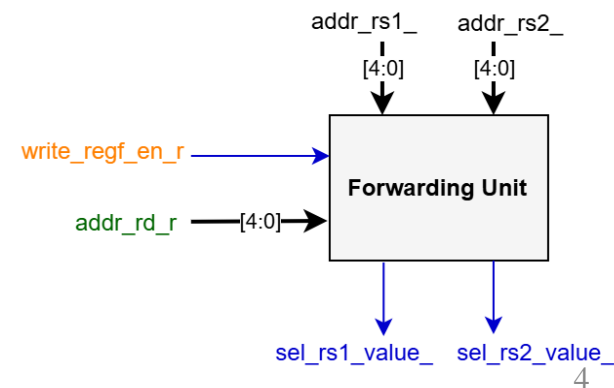 addr_rs1_ addr_rs2_
[4:0] [4:0]
write_regf_en_r
Forwarding Unit
addr_rd_r [4:0]
sel_rs1_value_ sel_rs2_value_
4